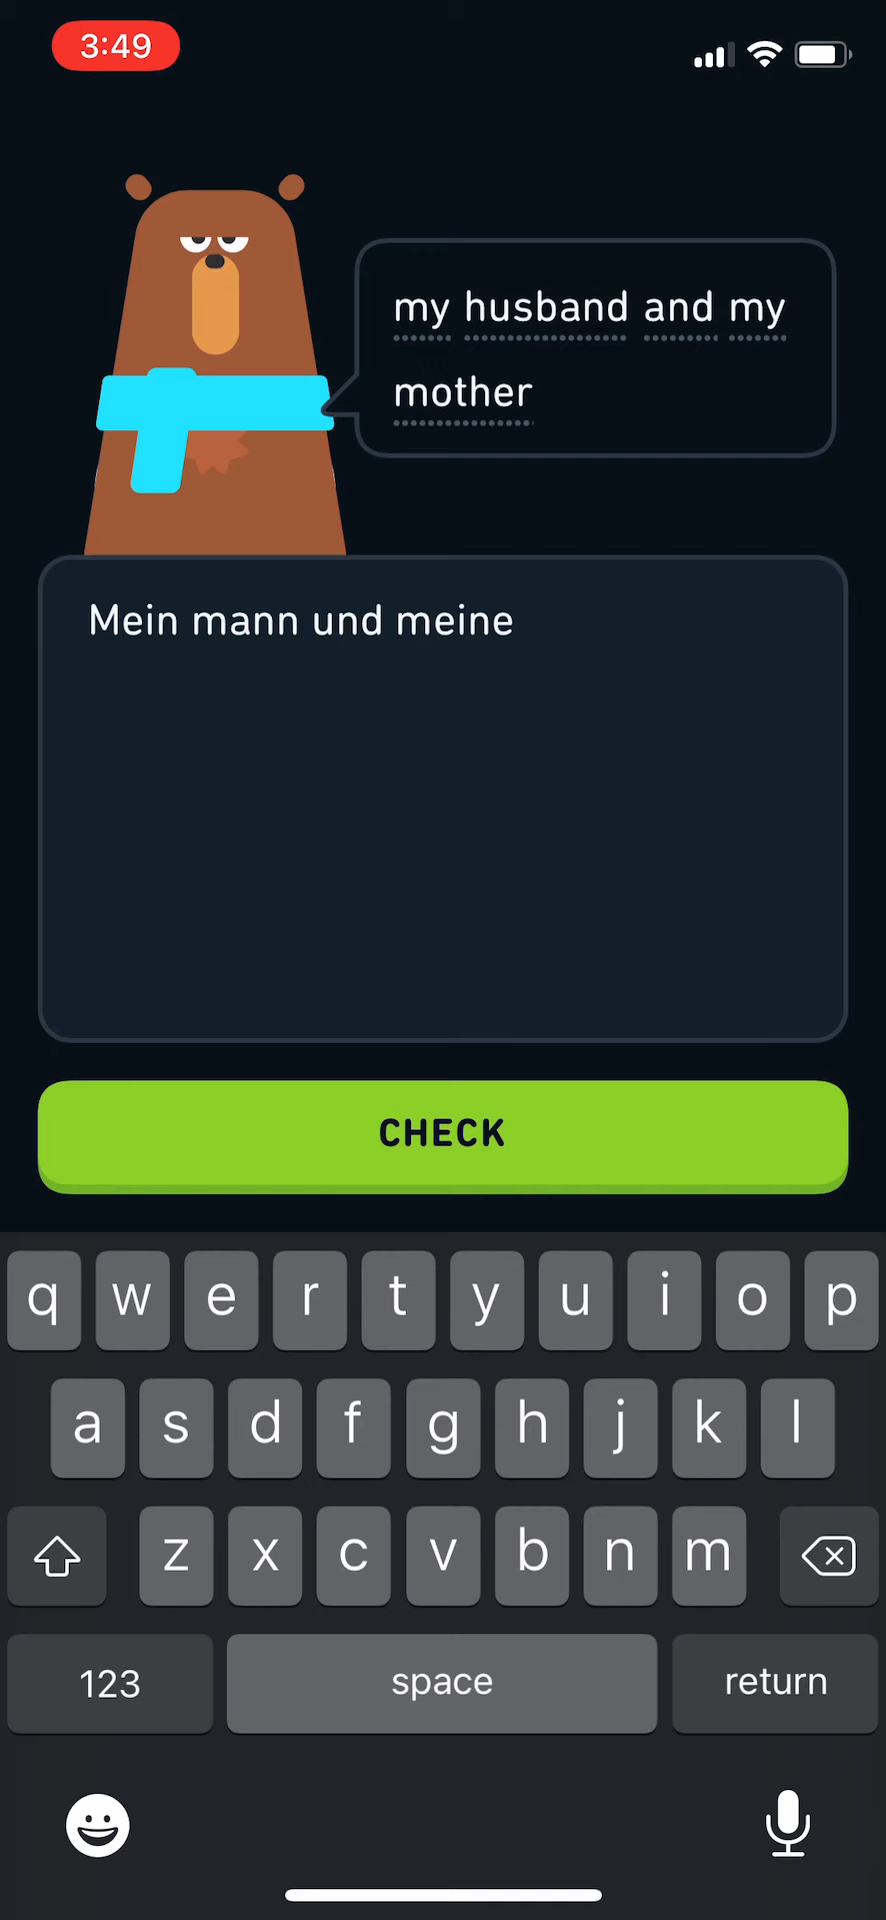 3:49
my husband and my
mother
Mein mann und meine
CHECK
q w e r t y u i o p
a s d f g h j k l
z x c v b n m
123 space return